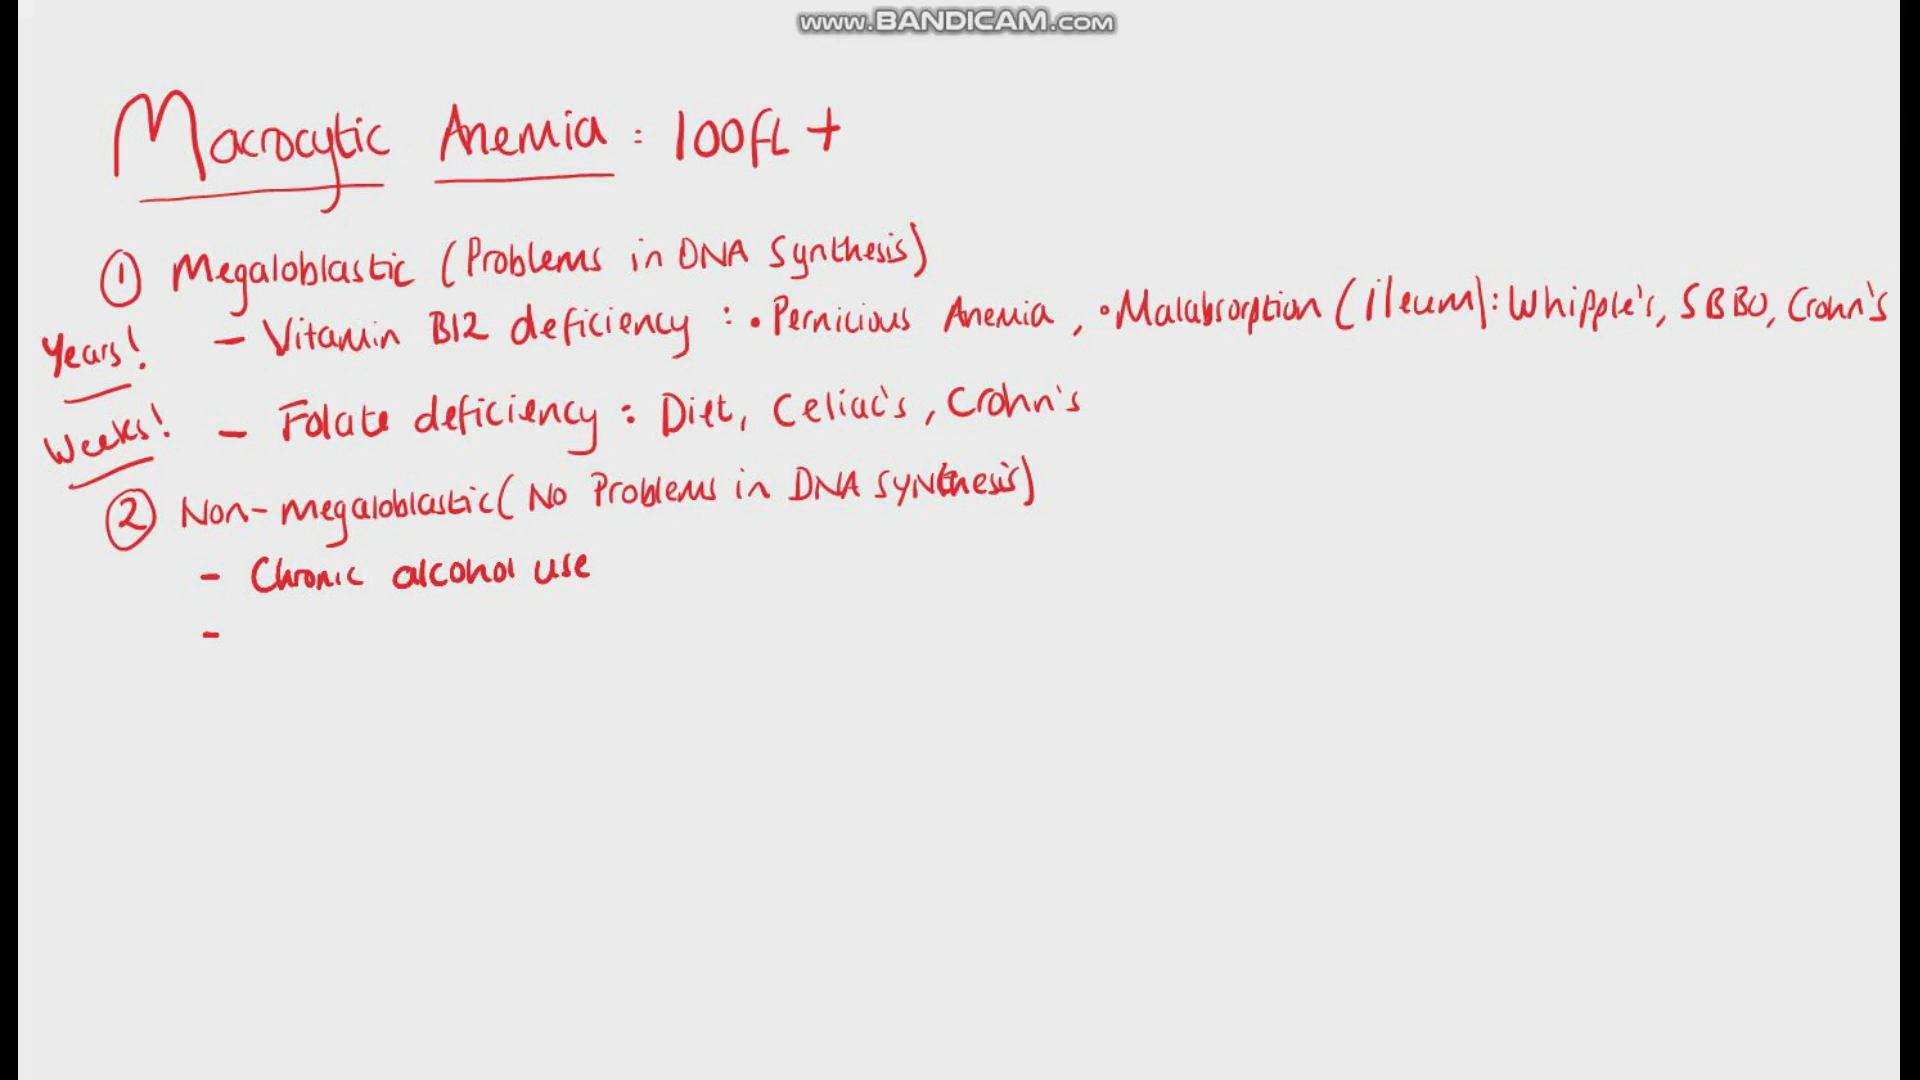 www.BANDICAM.com
Macrocytic Anemia : 100fL +
① Megaloblastic (Problems in DNA Synthesis)
Years! - Vitamin B12 deficiency : • Pernicious Anemia, • Malabsorption (ileum): Whipple's, SBBO, Crohn's
Weeks! - Folate deficiency : Diet, Celiac's, Crohn's
② Non-megaloblastic (No Problems in DNA synthesis)
- Chronic alcohol use
-